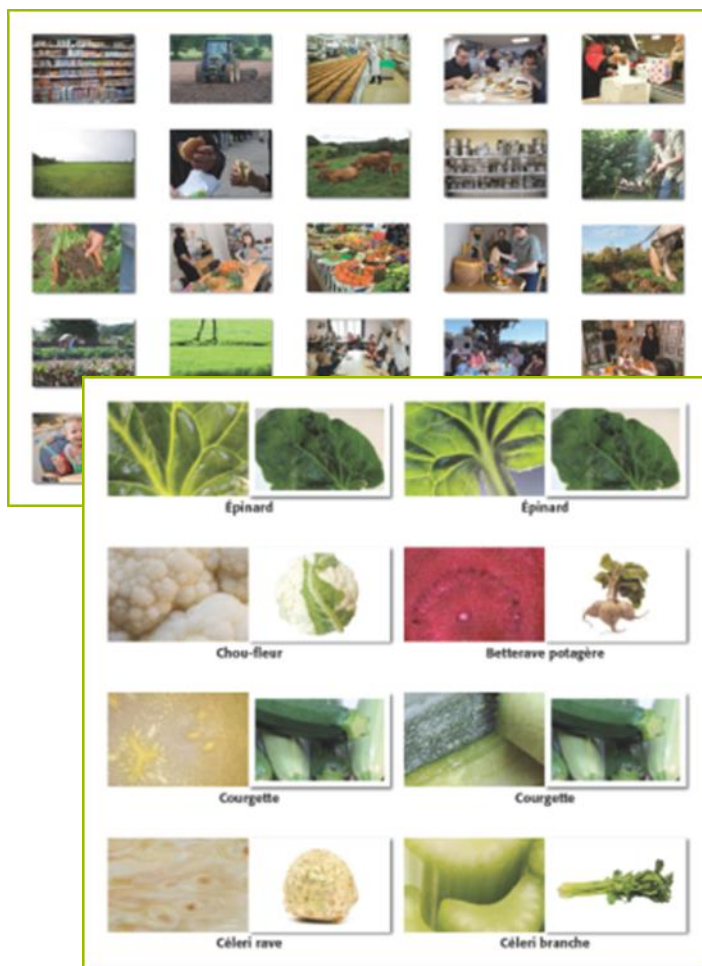 Épinard
Épinard
Chou-fleur
Betterave potagère
Courgette
Courgette
Céleri rave
Céleri branche